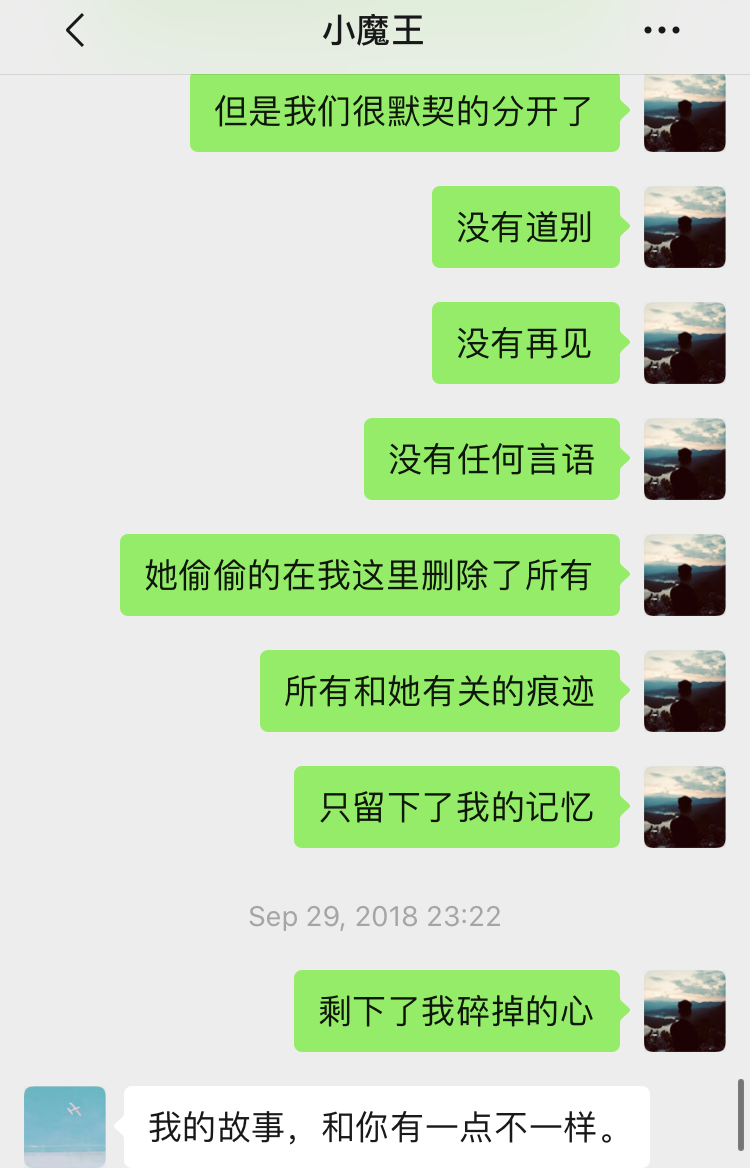 小魔王
但是我们很默契的分开了
没有道别
没有再见
没有任何言语
她偷偷的在我这里删除了所有
所有和她有关的痕迹
只留下了我的记忆
Sep 29, 2018 23:22
剩下了我碎掉的心
我的故事，和你有一点不一样。